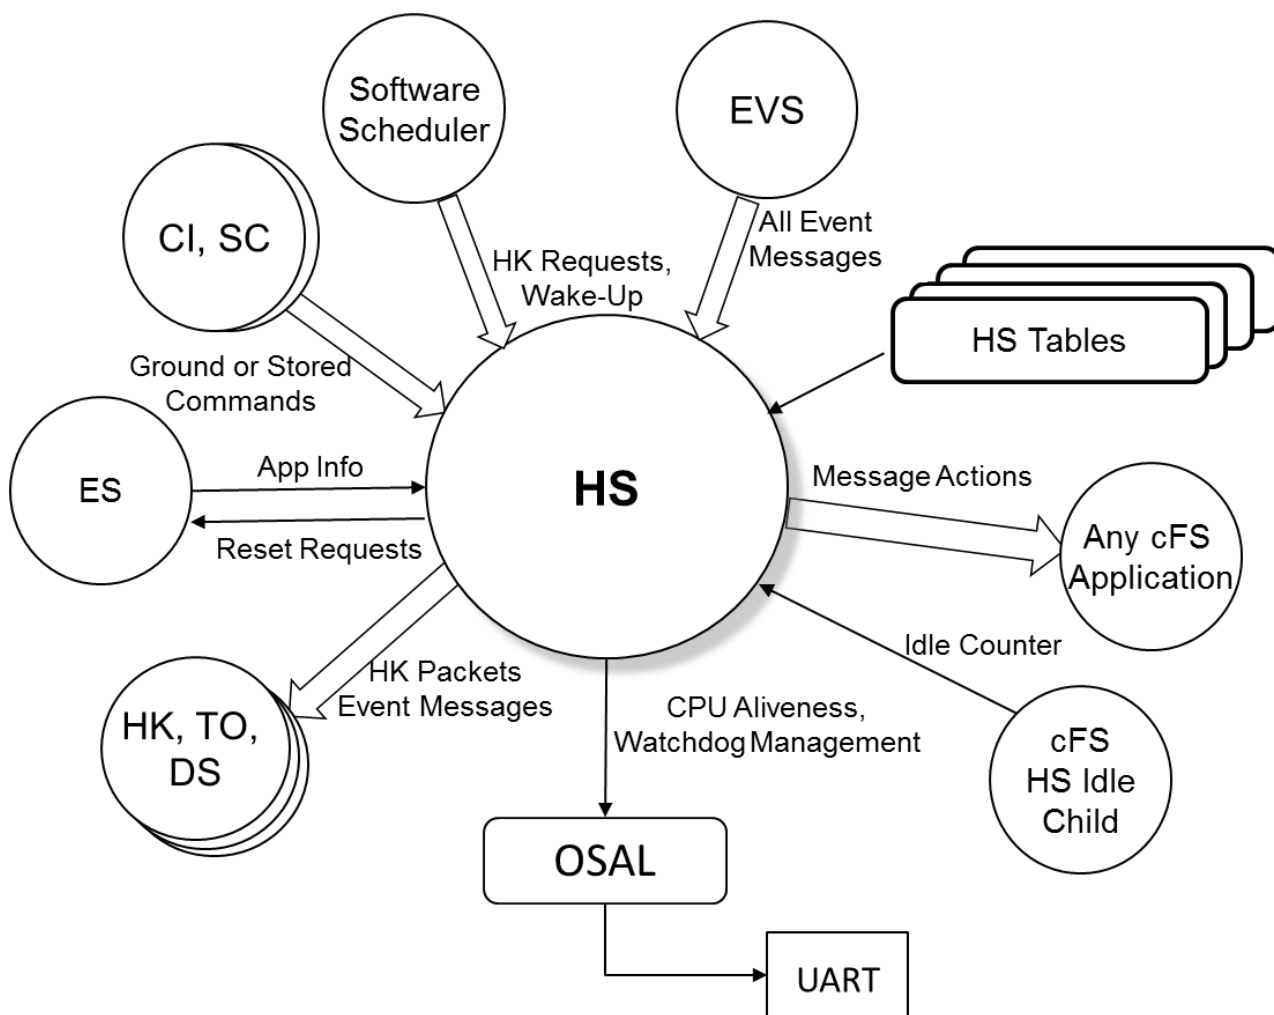 Software
Scheduler
EVS
CI, SC
All Event
Messages
HK Requests,
Wake-Up
HS Tables
Ground or Stored
Commands
App Info
ES
HS
Message Actions
Reset Requests
Any cFS
Application
Idle Counter
HK Packets
Event Messages
HK, TO,
DS
CPU Aliveness,
Watchdog Management
cFS
HS Idle
Child
OSAL
UART